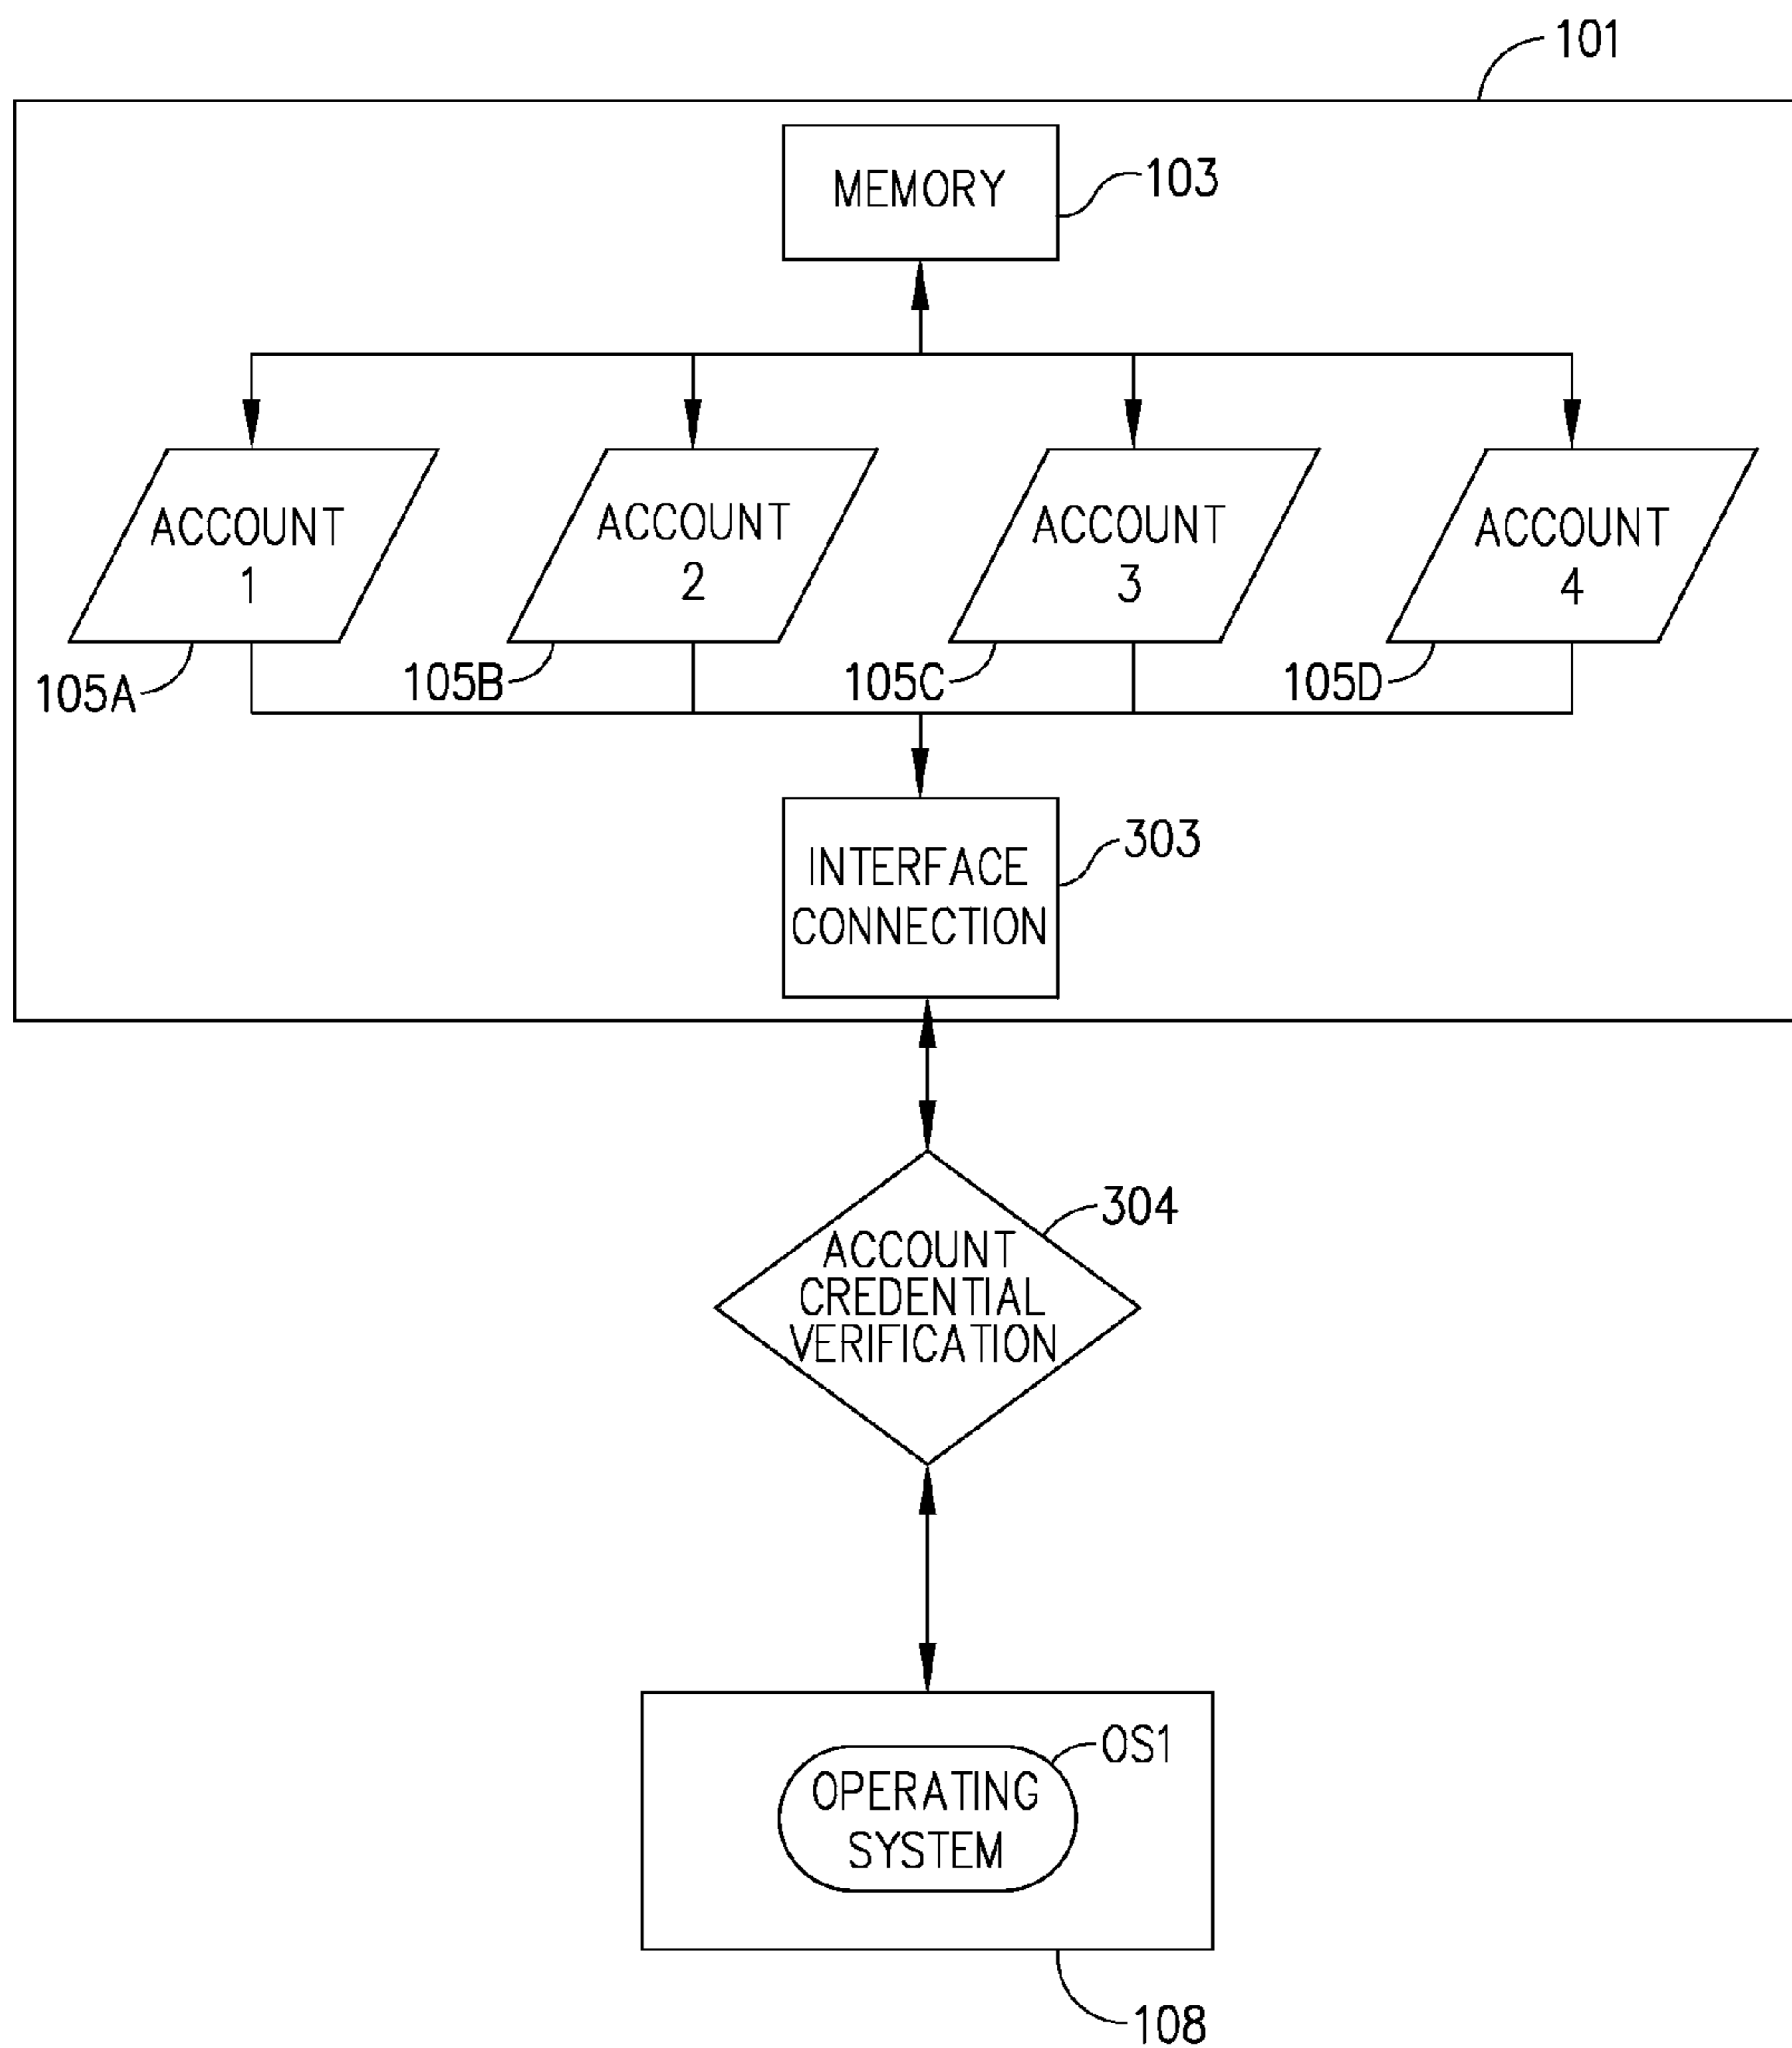 101
MEMORY
103
ACCOUNT
1
ACCOUNT
2
ACCOUNT
3
ACCOUNT
4
105A
105B
105C
105D
INTERFACE
CONNECTION
303
304
ACCOUNT
CREDENTIAL
VERIFICATION
OS1
OPERATING
SYSTEM
108